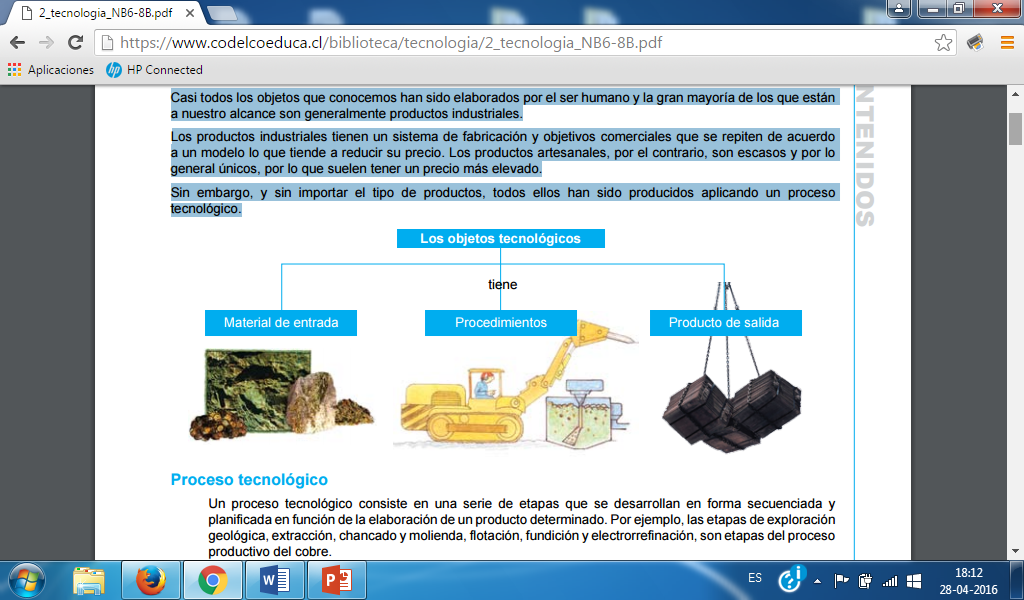 2_tecnologia_NB6-8B.pdf
https://www.codelcoeduca.cl/biblioteca/tecnologia/2_tecnologia_NB6-8B.pdf
Aplicaciones
HP Connected
Casi todos los objetos que conocemos han sido elaborados por el ser humano y la gran mayoría de los que están
a nuestro alcance son generalmente productos industriales.
Los productos industriales tienen un sistema de fabricación y objetivos comerciales que se repiten de acuerdo
a un modelo lo que tiende a reducir su precio. Los productos artesanales, por el contrario, son escasos y por lo
general únicos, por lo que suelen tener un precio más elevado.
Sin embargo, y sin importar el tipo de productos, todos ellos han sido producidos aplicando un proceso
tecnológico.
NTENIDOS
Los objetos tecnológicos
tiene
Material de entrada
Procedimientos
Producto de salida
Proceso tecnológico
Un proceso tecnológico consiste en una serie de etapas que se desarrollan en forma secuenciada y
planificada en función de la elaboración de un producto determinado. Por ejemplo, las etapas de exploración
geológica, extracción, chancado y molienda, flotación, fundición y electrorrefinación, son etapas del proceso
productivo del cobre.
ES
18:12
28-04-2016